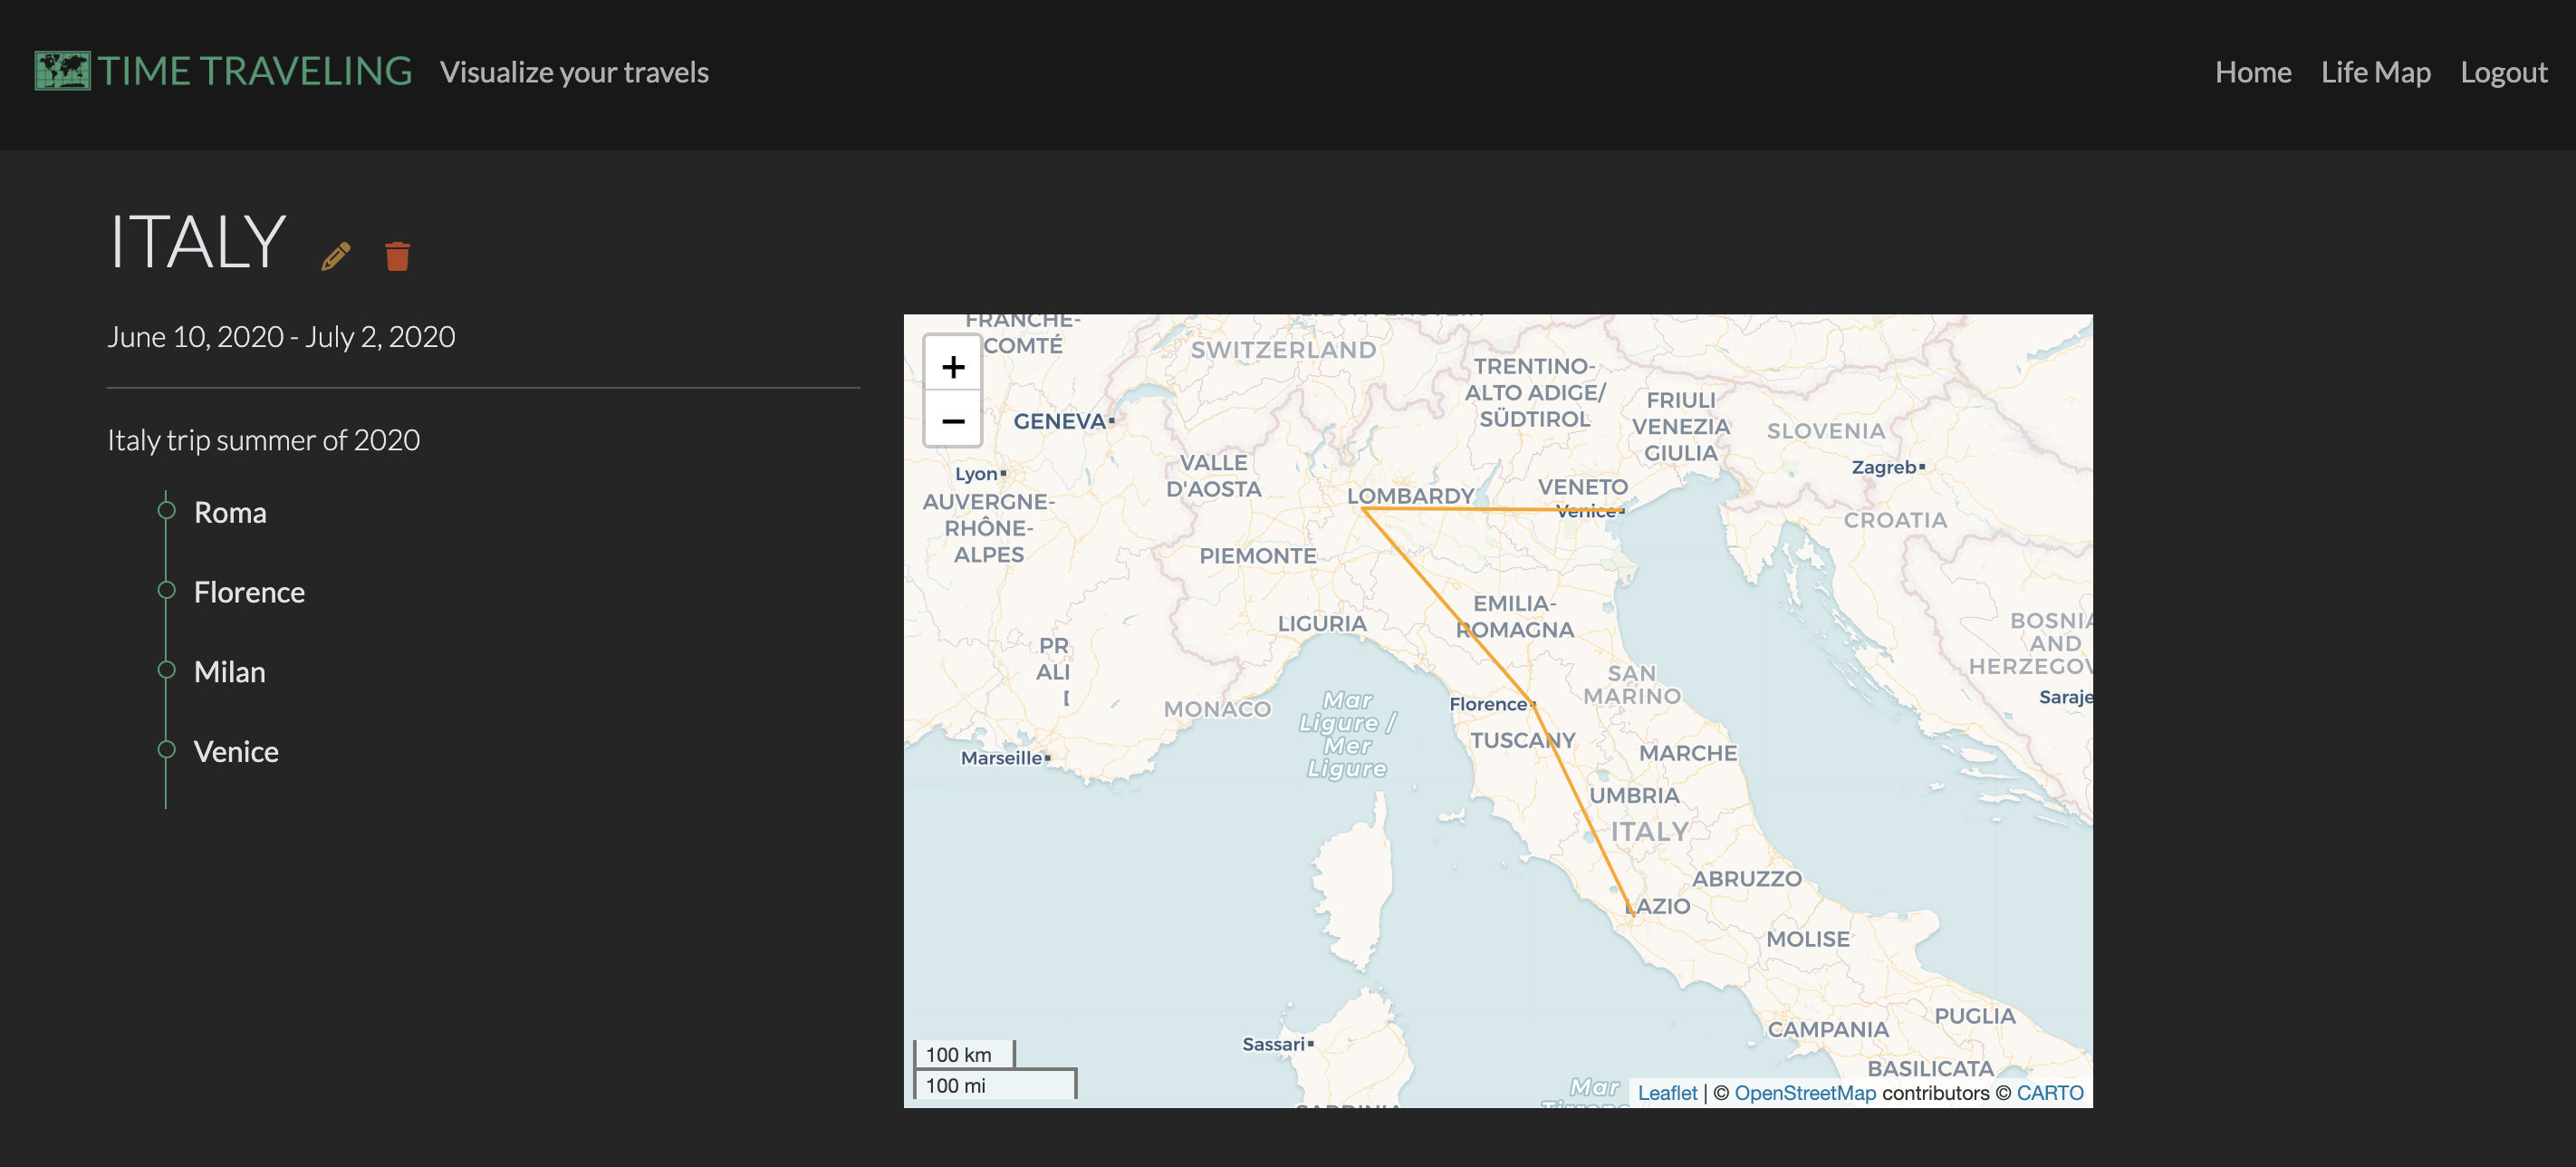 TIME TRAVELING
Visualize your travels
Home
Life Map
Logout
ITALY
June 10, 2020 - July 2, 2020
Italy trip summer of 2020
Roma
Florence
Milan
Venice
+
−
FRANCHE-
COMTÉ
SWITZERLAND
TRENTINO-
ALTO ADIGE/
SÜDTIROL
FRIULI
VENEZIA
GIULIA
GENEVA
SLOVENIA
Zagreb
Lyon
VALLE
D'AOSTA
AUVERGNE-
RHÔNE-
ALPES
LOMBARDY
VENETO
Venice
CROATIA
PIEMONTE
EMILIA-
ROMAGNA
LIGURIA
BOSNIA
AND
HERZEGOV
PR
ALI
SAN
MARINO
Saraje
MONACO
Mar
Ligure /
Mer
Ligure
Florence
TUSCANY
MARCHE
Marseille
UMBRIA
ITALY
ABRUZZO
LAZIO
MOLISE
PUGLIA
CAMPANIA
Sassari
BASILICATA
100 km
100 mi
Mar
SARDINIA
Leaflet | © OpenStreetMap contributors © CARTO